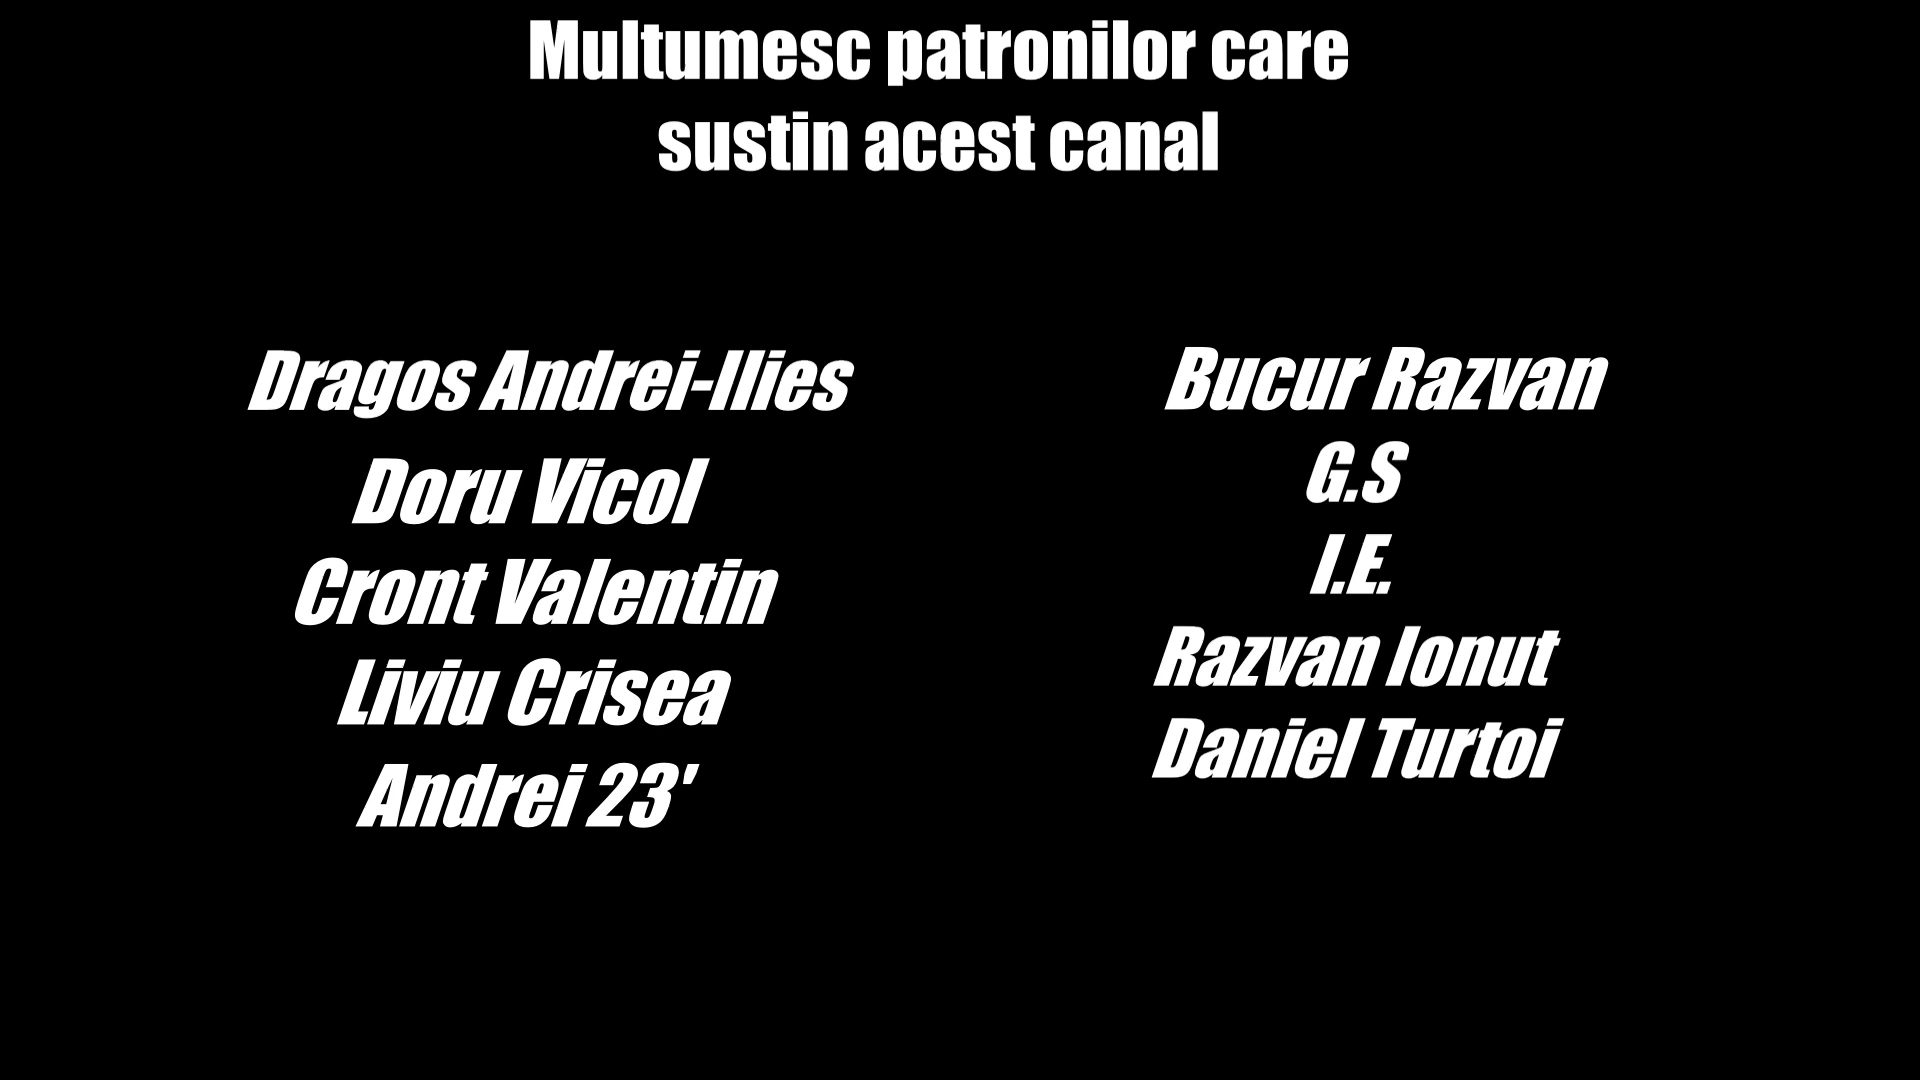 Multumesc patronilor care
sustin acest canal
Dragos Andrei-Ilies
Doru Vicol
Cront Valentin
Liviu Crisea
Andrei 23'
Bucur Razvan
G.S
I.E.
Razvan Ionut
Daniel Turtoi